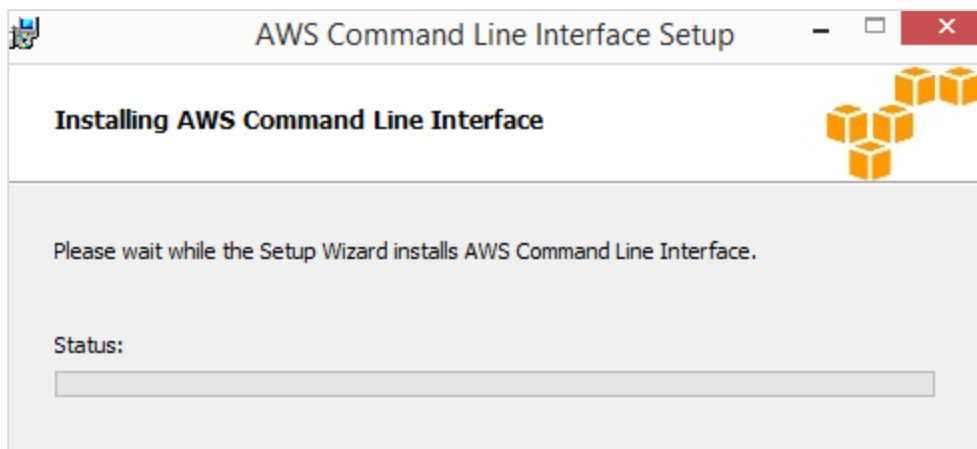 AWS Command Line Interface Setup
Installing AWS Command Line Interface
Please wait while the Setup Wizard installs AWS Command Line Interface.
Status: